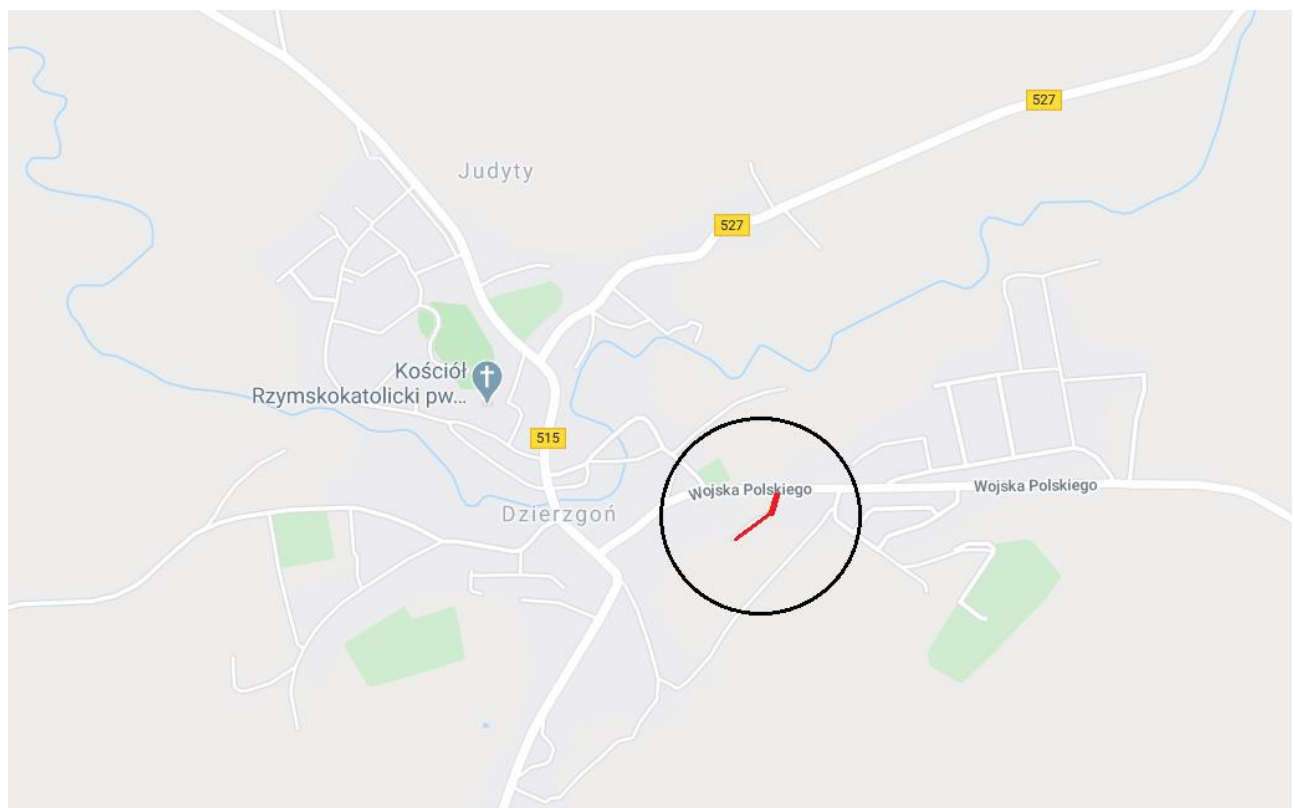 527
Judyty
527
Kościół
Rzymskokatolicki pw...
515
Wojska Polskiego
Wojska Polskiego
Dzierzgoń